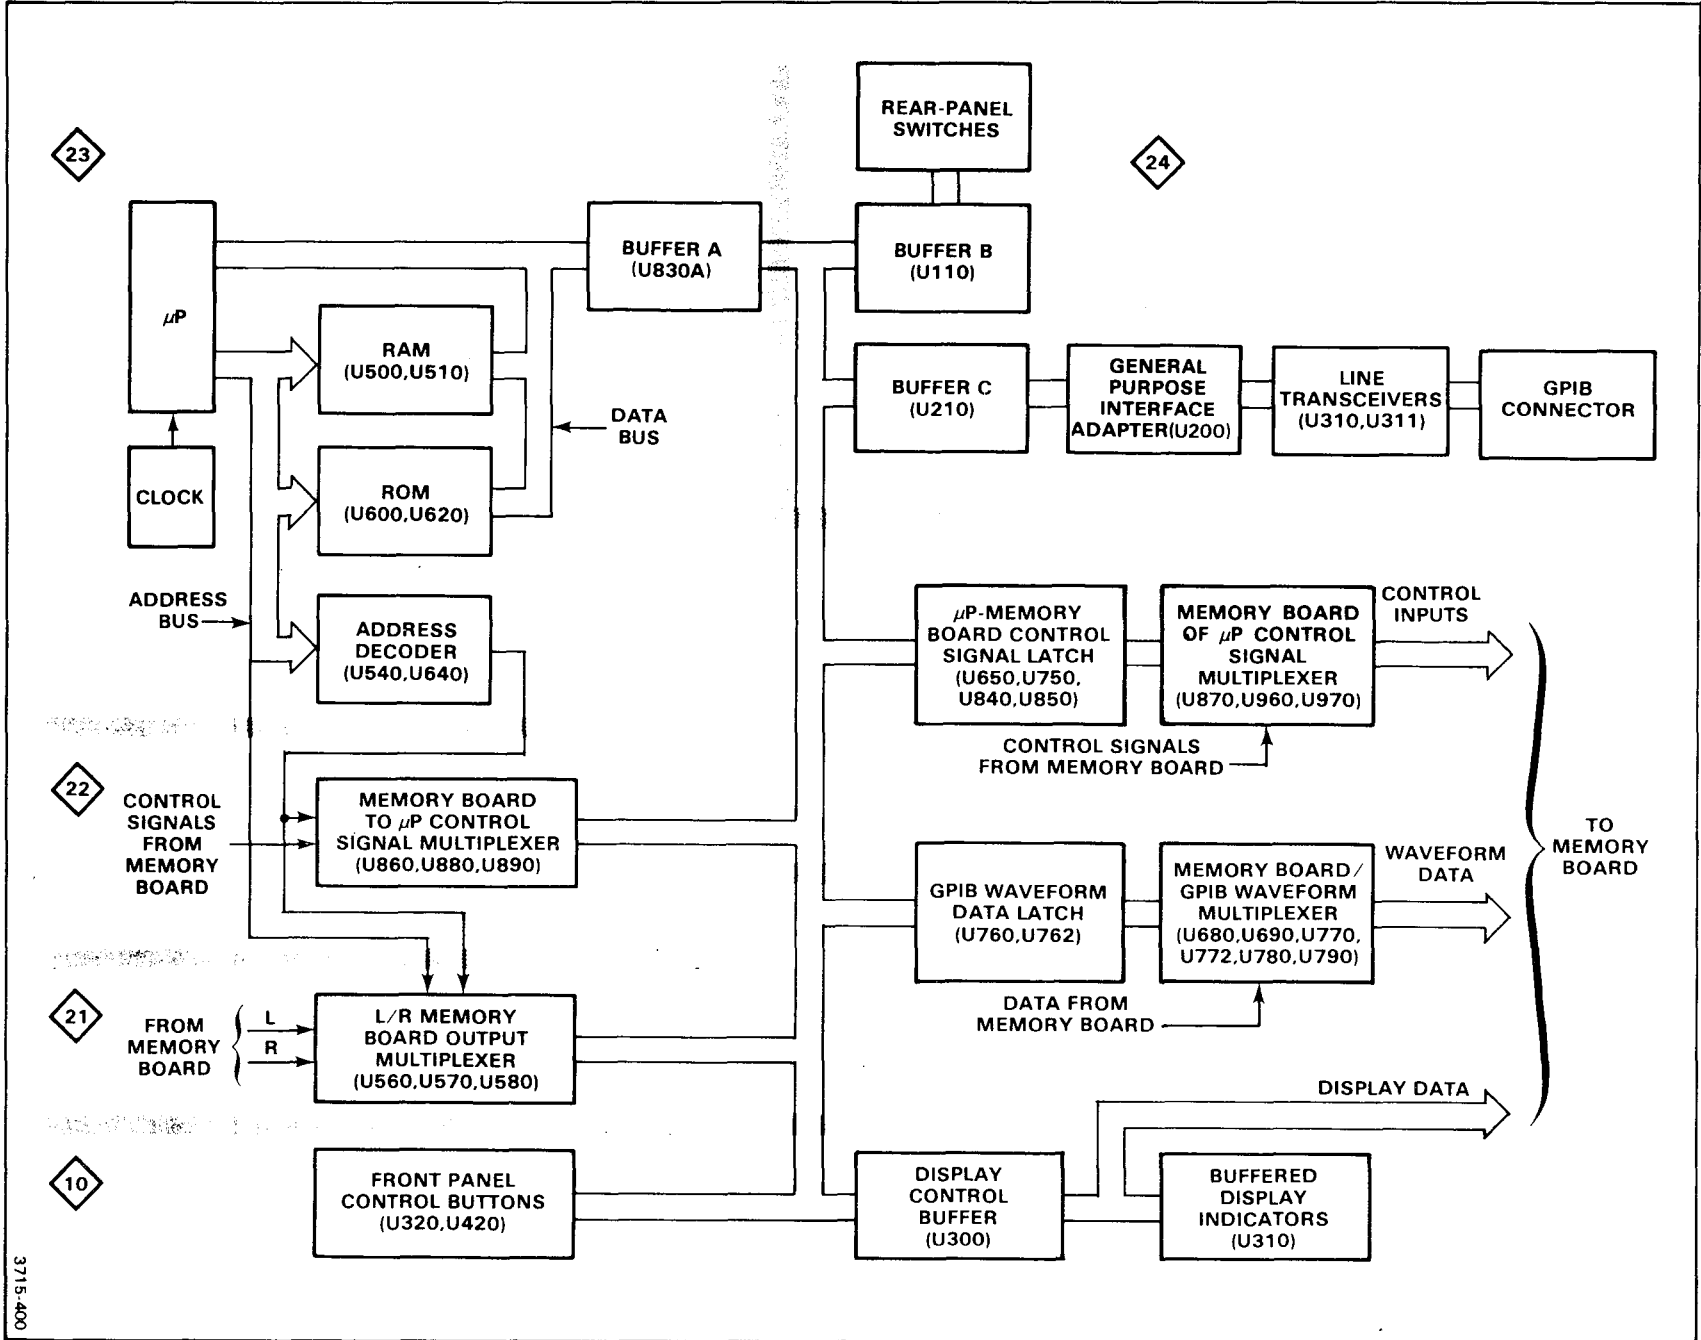 REAR-PANEL
SWITCHES
23
24
μP
BUFFER A
(U830A)
BUFFER B
(U110)
RAM
(U500,U510)
DATA
BUS
BUFFER C
(U210)
GENERAL
PURPOSE
INTERFACE
ADAPTER(U200)
LINE
TRANSCEIVERS
(U310,U311)
GPIB
CONNECTOR
CLOCK
ROM
(U600,U620)
ADDRESS
BUS
ADDRESS
DECODER
(U540,U640)
μP-MEMORY
BOARD CONTROL
SIGNAL LATCH
(U650,U750,
U840,U850)
MEMORY BOARD
OF μP CONTROL
SIGNAL
MULTIPLEXER
(U870,U960,U970)
CONTROL
INPUTS
CONTROL SIGNALS
FROM MEMORY BOARD
22
CONTROL
SIGNALS
FROM
MEMORY
BOARD
MEMORY BOARD
TO μP CONTROL
SIGNAL MULTIPLEXER
(U860,U880,U890)
GPIB WAVEFORM
DATA LATCH
(U760,U762)
MEMORY BOARD/
GPIB WAVEFORM
MULTIPLEXER
(U680,U690,U770,
U772,U780,U790)
WAVEFORM
DATA
TO
MEMORY
BOARD
DATA FROM
MEMORY BOARD
21
FROM
MEMORY
BOARD
L
R
L/R MEMORY
BOARD OUTPUT
MULTIPLEXER
(U560,U570,U580)
DISPLAY DATA
10
FRONT PANEL
CONTROL BUTTONS
(U320,U420)
DISPLAY
CONTROL
BUFFER
(U300)
BUFFERED
DISPLAY
INDICATORS
(U310)
3715-400